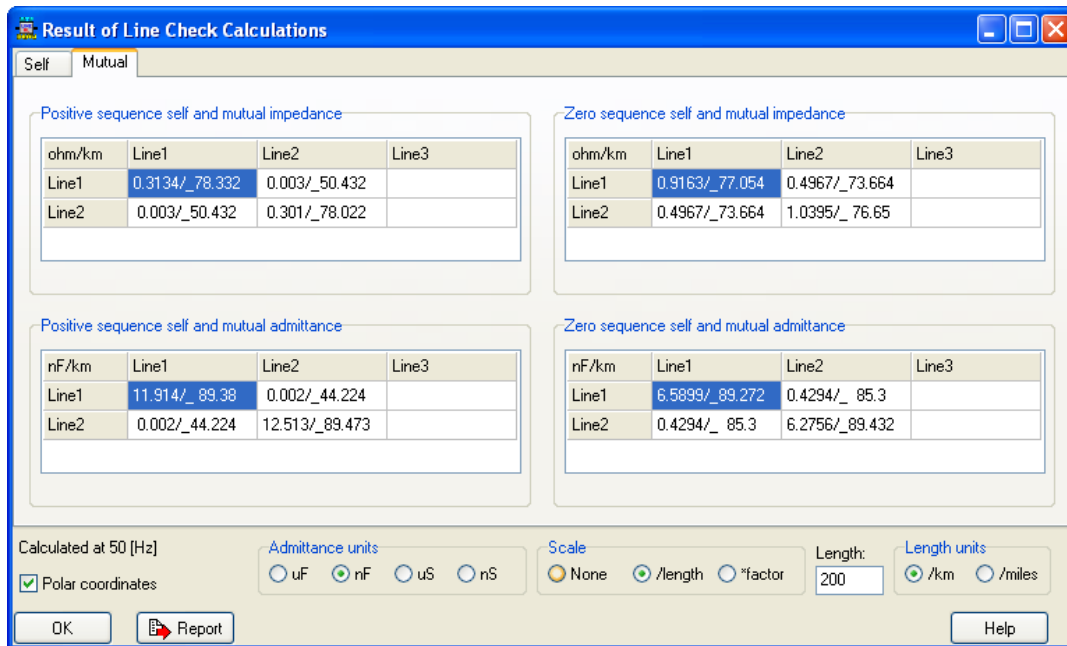 Result of Line Check Calculations
Self Mutual
Positive sequence self and mutual impedance
ohm/km Line1 Line2 Line3
Line1 0.3134/_78.332 0.003/_50.432
Line2 0.003/_50.432 0.301/_78.022
Zero sequence self and mutual impedance
ohm/km Line1 Line2 Line3
Line1 0.9163/_77.054 0.4967/_73.664
Line2 0.4967/_73.664 1.0395/_ 76.65
Positive sequence self and mutual admittance
nF/km Line1 Line2 Line3
Line1 11.914/_ 89.38 0.002/_44.224
Line2 0.002/_44.224 12.513/_89.473
Zero sequence self and mutual admittance
nF/km Line1 Line2 Line3
Line1 6.5899/_89.272 0.4294/_ 85.3
Line2 0.4294/_ 85.3 6.2756/_89.432
Calculated at 50 [Hz]
Polar coordinates
Admittance units
uF nF uS nS
Scale
None /length *factor
Length:
200
Length units
/km /miles
OK Report Help